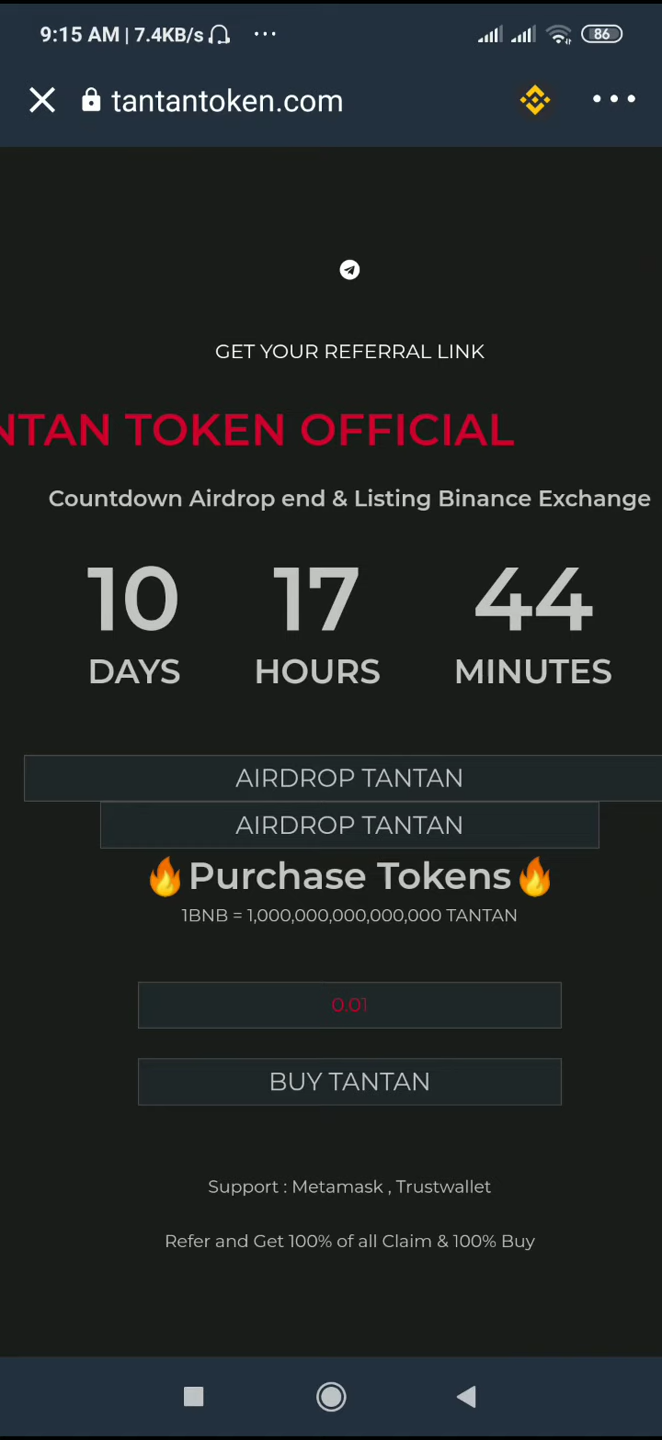 9:15 AM | 7.4KB/s ... 86
tantantoken.com
GET YOUR REFERRAL LINK
NTAN TOKEN OFFICIAL
Countdown Airdrop end & Listing Binance Exchange
10 17 44
DAYS HOURS MINUTES
AIRDROP TANTAN
AIRDROP TANTAN
🔥Purchase Tokens🔥
1BNB = 1,000,000,000,000,000 TANTAN
0.01
BUY TANTAN
Support : Metamask , Trustwallet
Refer and Get 100% of all Claim & 100% Buy